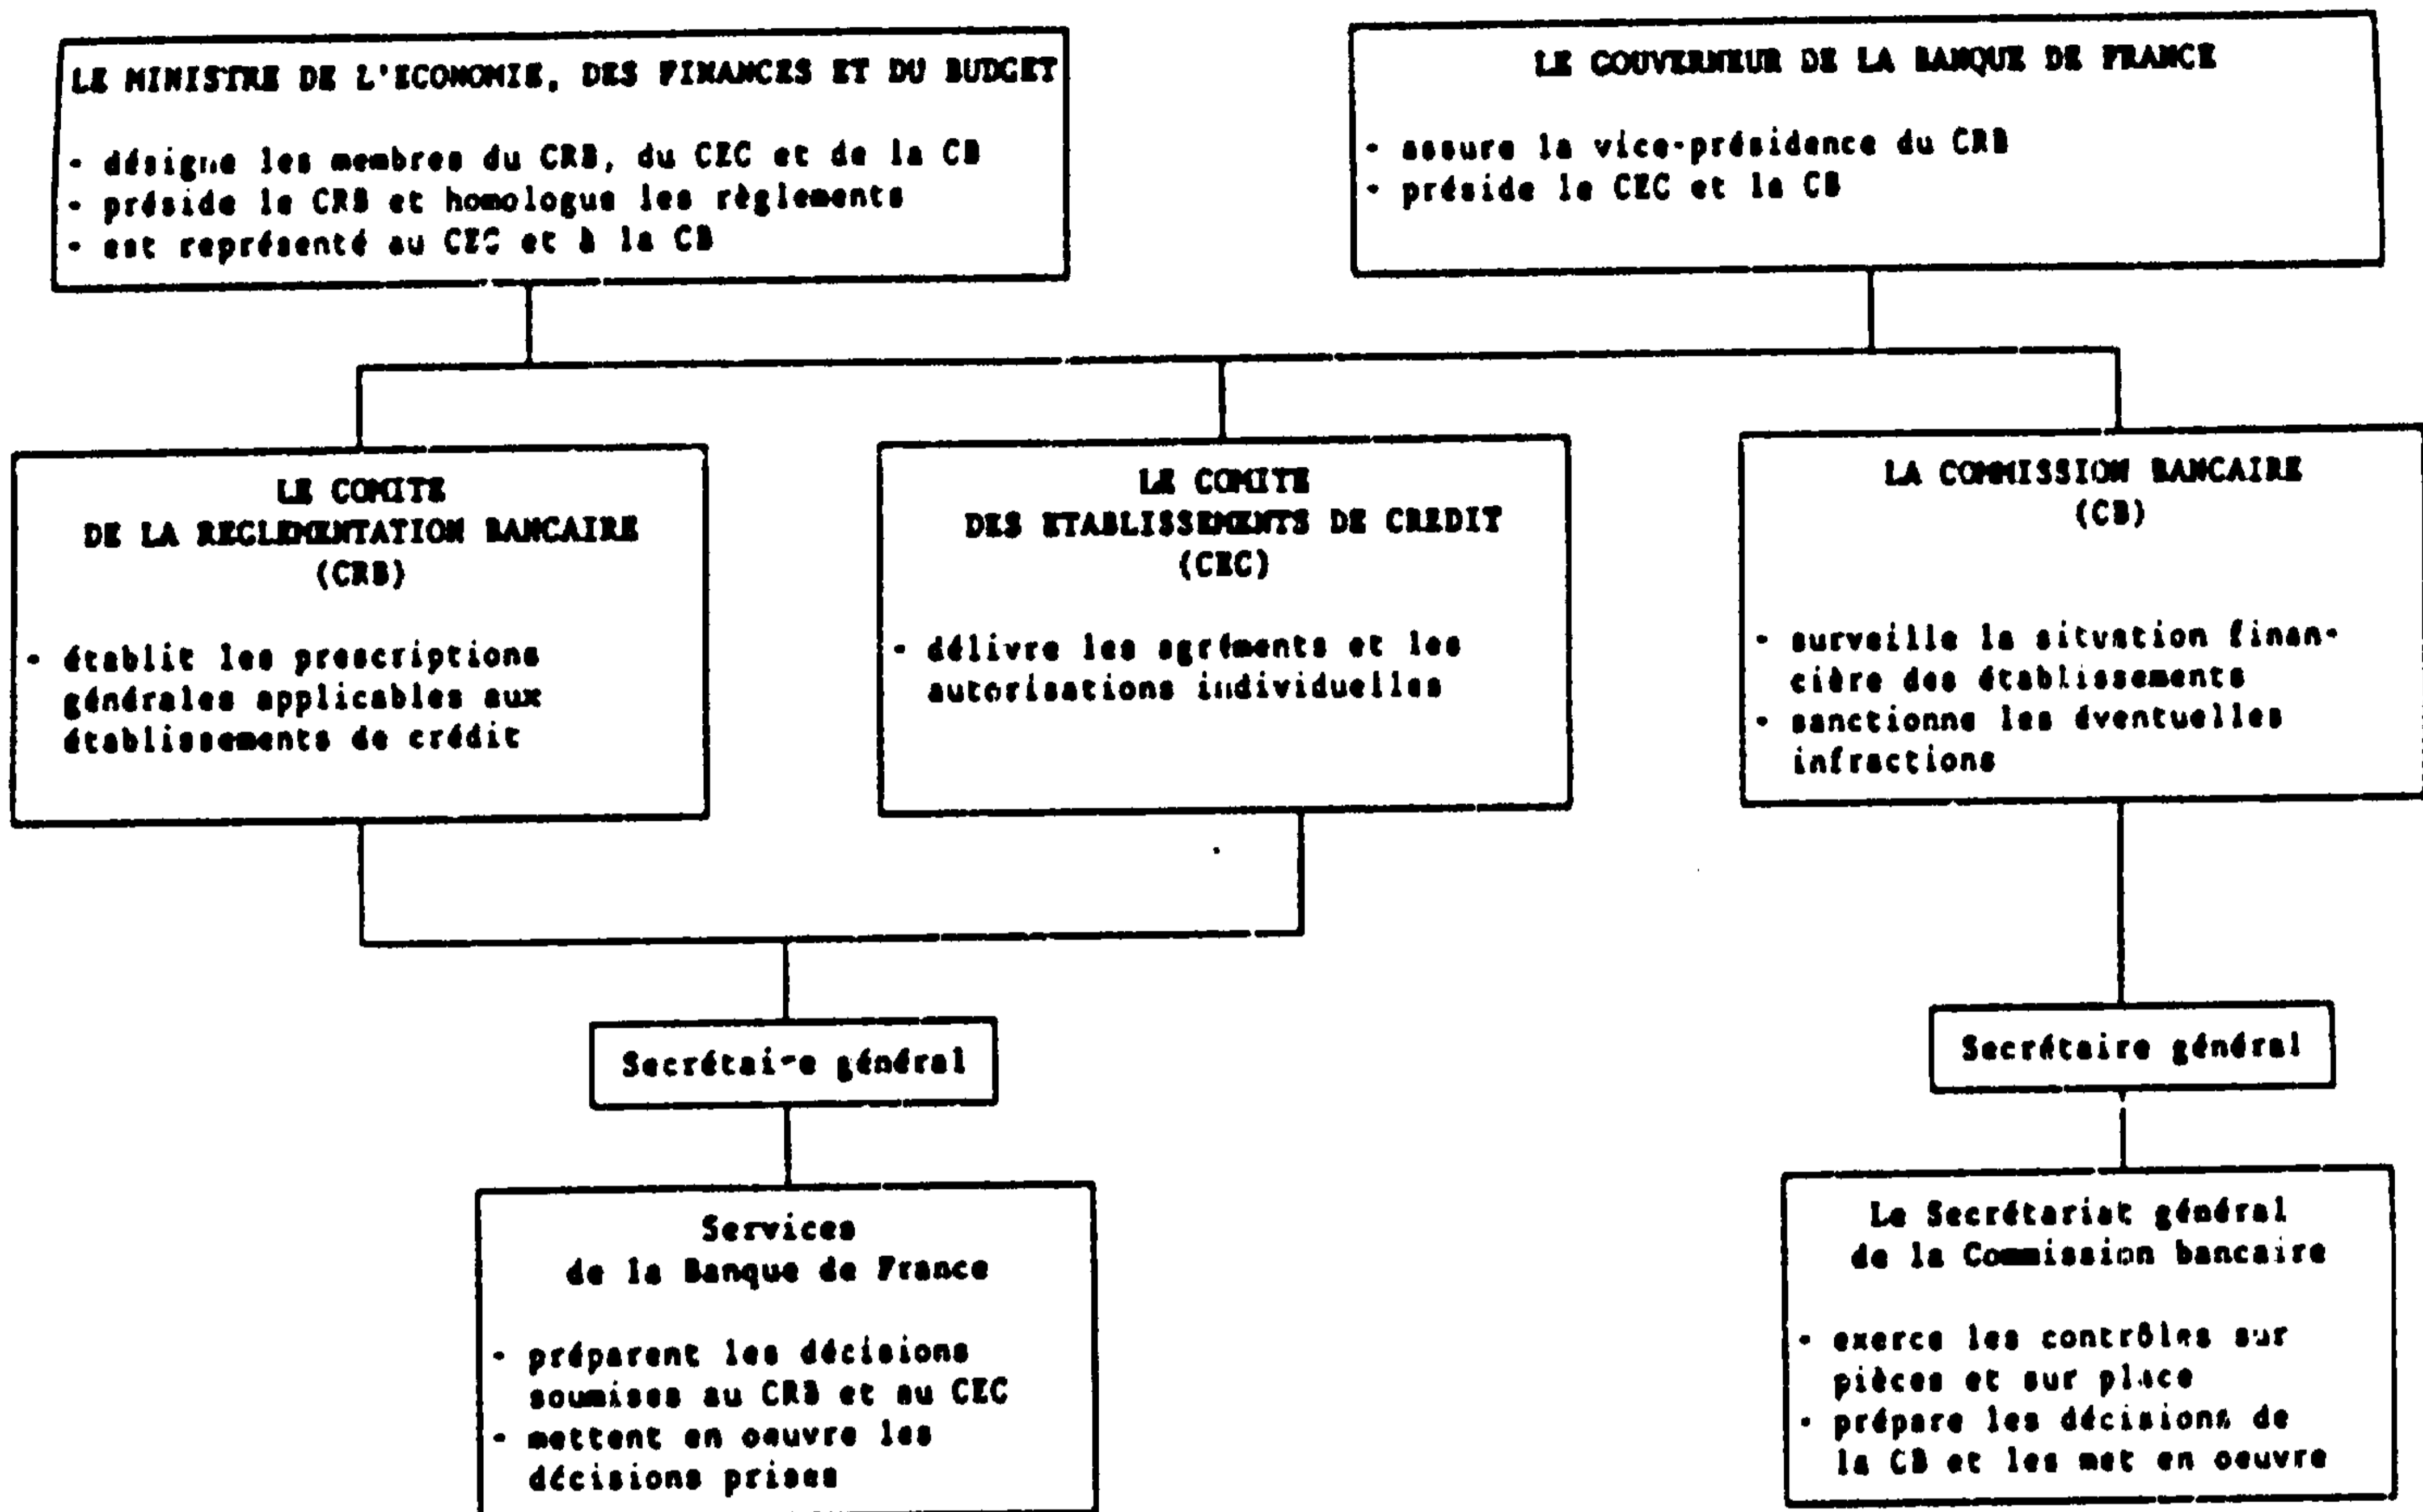 LE MINISTRE DE L'ECONOMIE, DES FINANCES ET DU BUDGET
- désigne les membres du CRB, du CEC et de la CB
- préside le CRB et homologue les règlements
- est représenté au CEC et à la CB
LE GOUVERNEUR DE LA BANQUE DE FRANCE
- assure la vice-présidence du CRB
- préside le CEC et la CB
LE COMITE
DE LA REGLEMENTATION BANCAIRE
(CRB)
- établit les prescriptions
générales applicables aux
établissements de crédit
LE COMITE
DES ETABLISSEMENTS DE CREDIT
(CEC)
- délivre les agréments et les
autorisations individuelles
LA COMMISSION BANCAIRE
(CB)
- surveille la situation finan-
cière des établissements
- sanctionne les éventuelles
infractions
Secrétaire général
Secrétaire général
Services
de la Banque de France
- préparent les décisions
soumises au CRB et au CEC
- mettent en oeuvre les
décisions prises
Le Secrétariat général
de la Commission bancaire
- exerce les contrôles sur
pièces et sur place
- prépare les décisions de
la CB et les met en oeuvre